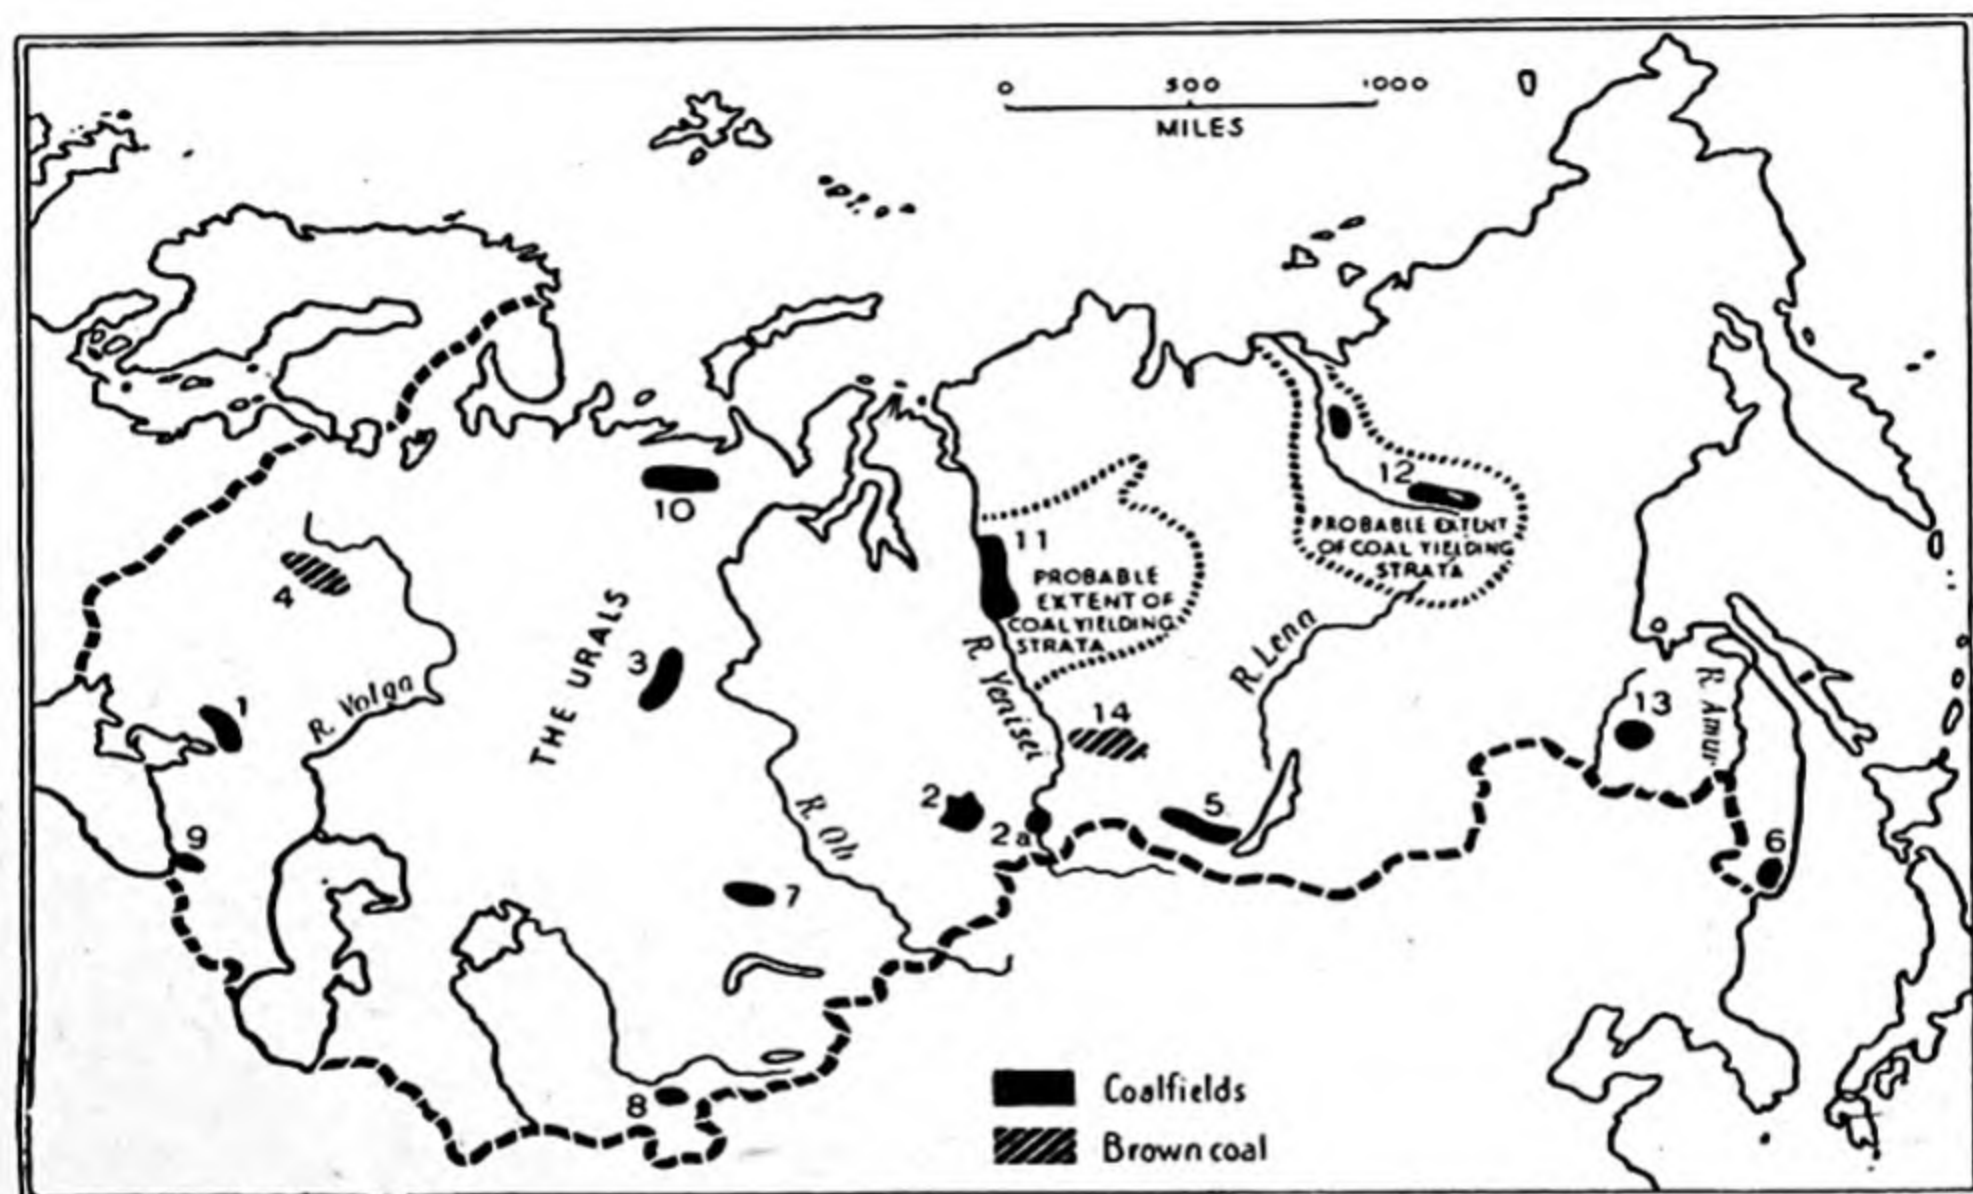 0 500 1000
MILES
10
12
PROBABLE EXTENT
OF COAL YIELDING
STRATA
11
PROBABLE
EXTENT OF
COAL YIELDING
STRATA
4
THE URALS
3
R. Yenisei
R. Lena
1
R. Volga
14
13
R. Amur
2
2a
5
R. Ob
9
6
7
8
Coalfields
Brown coal